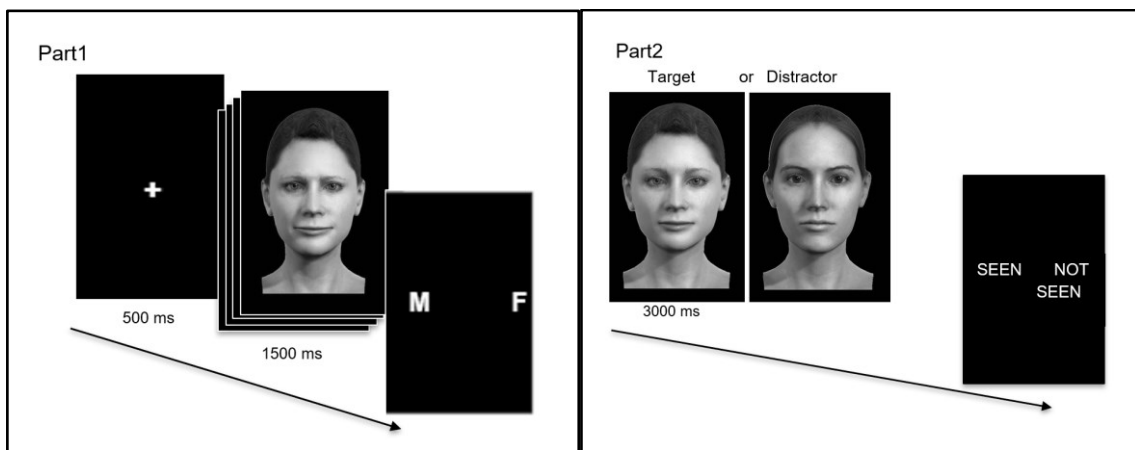 Part1
+
500 ms
1500 ms
M F
Part2
Target or Distractor
3000 ms
SEEN NOT
SEEN